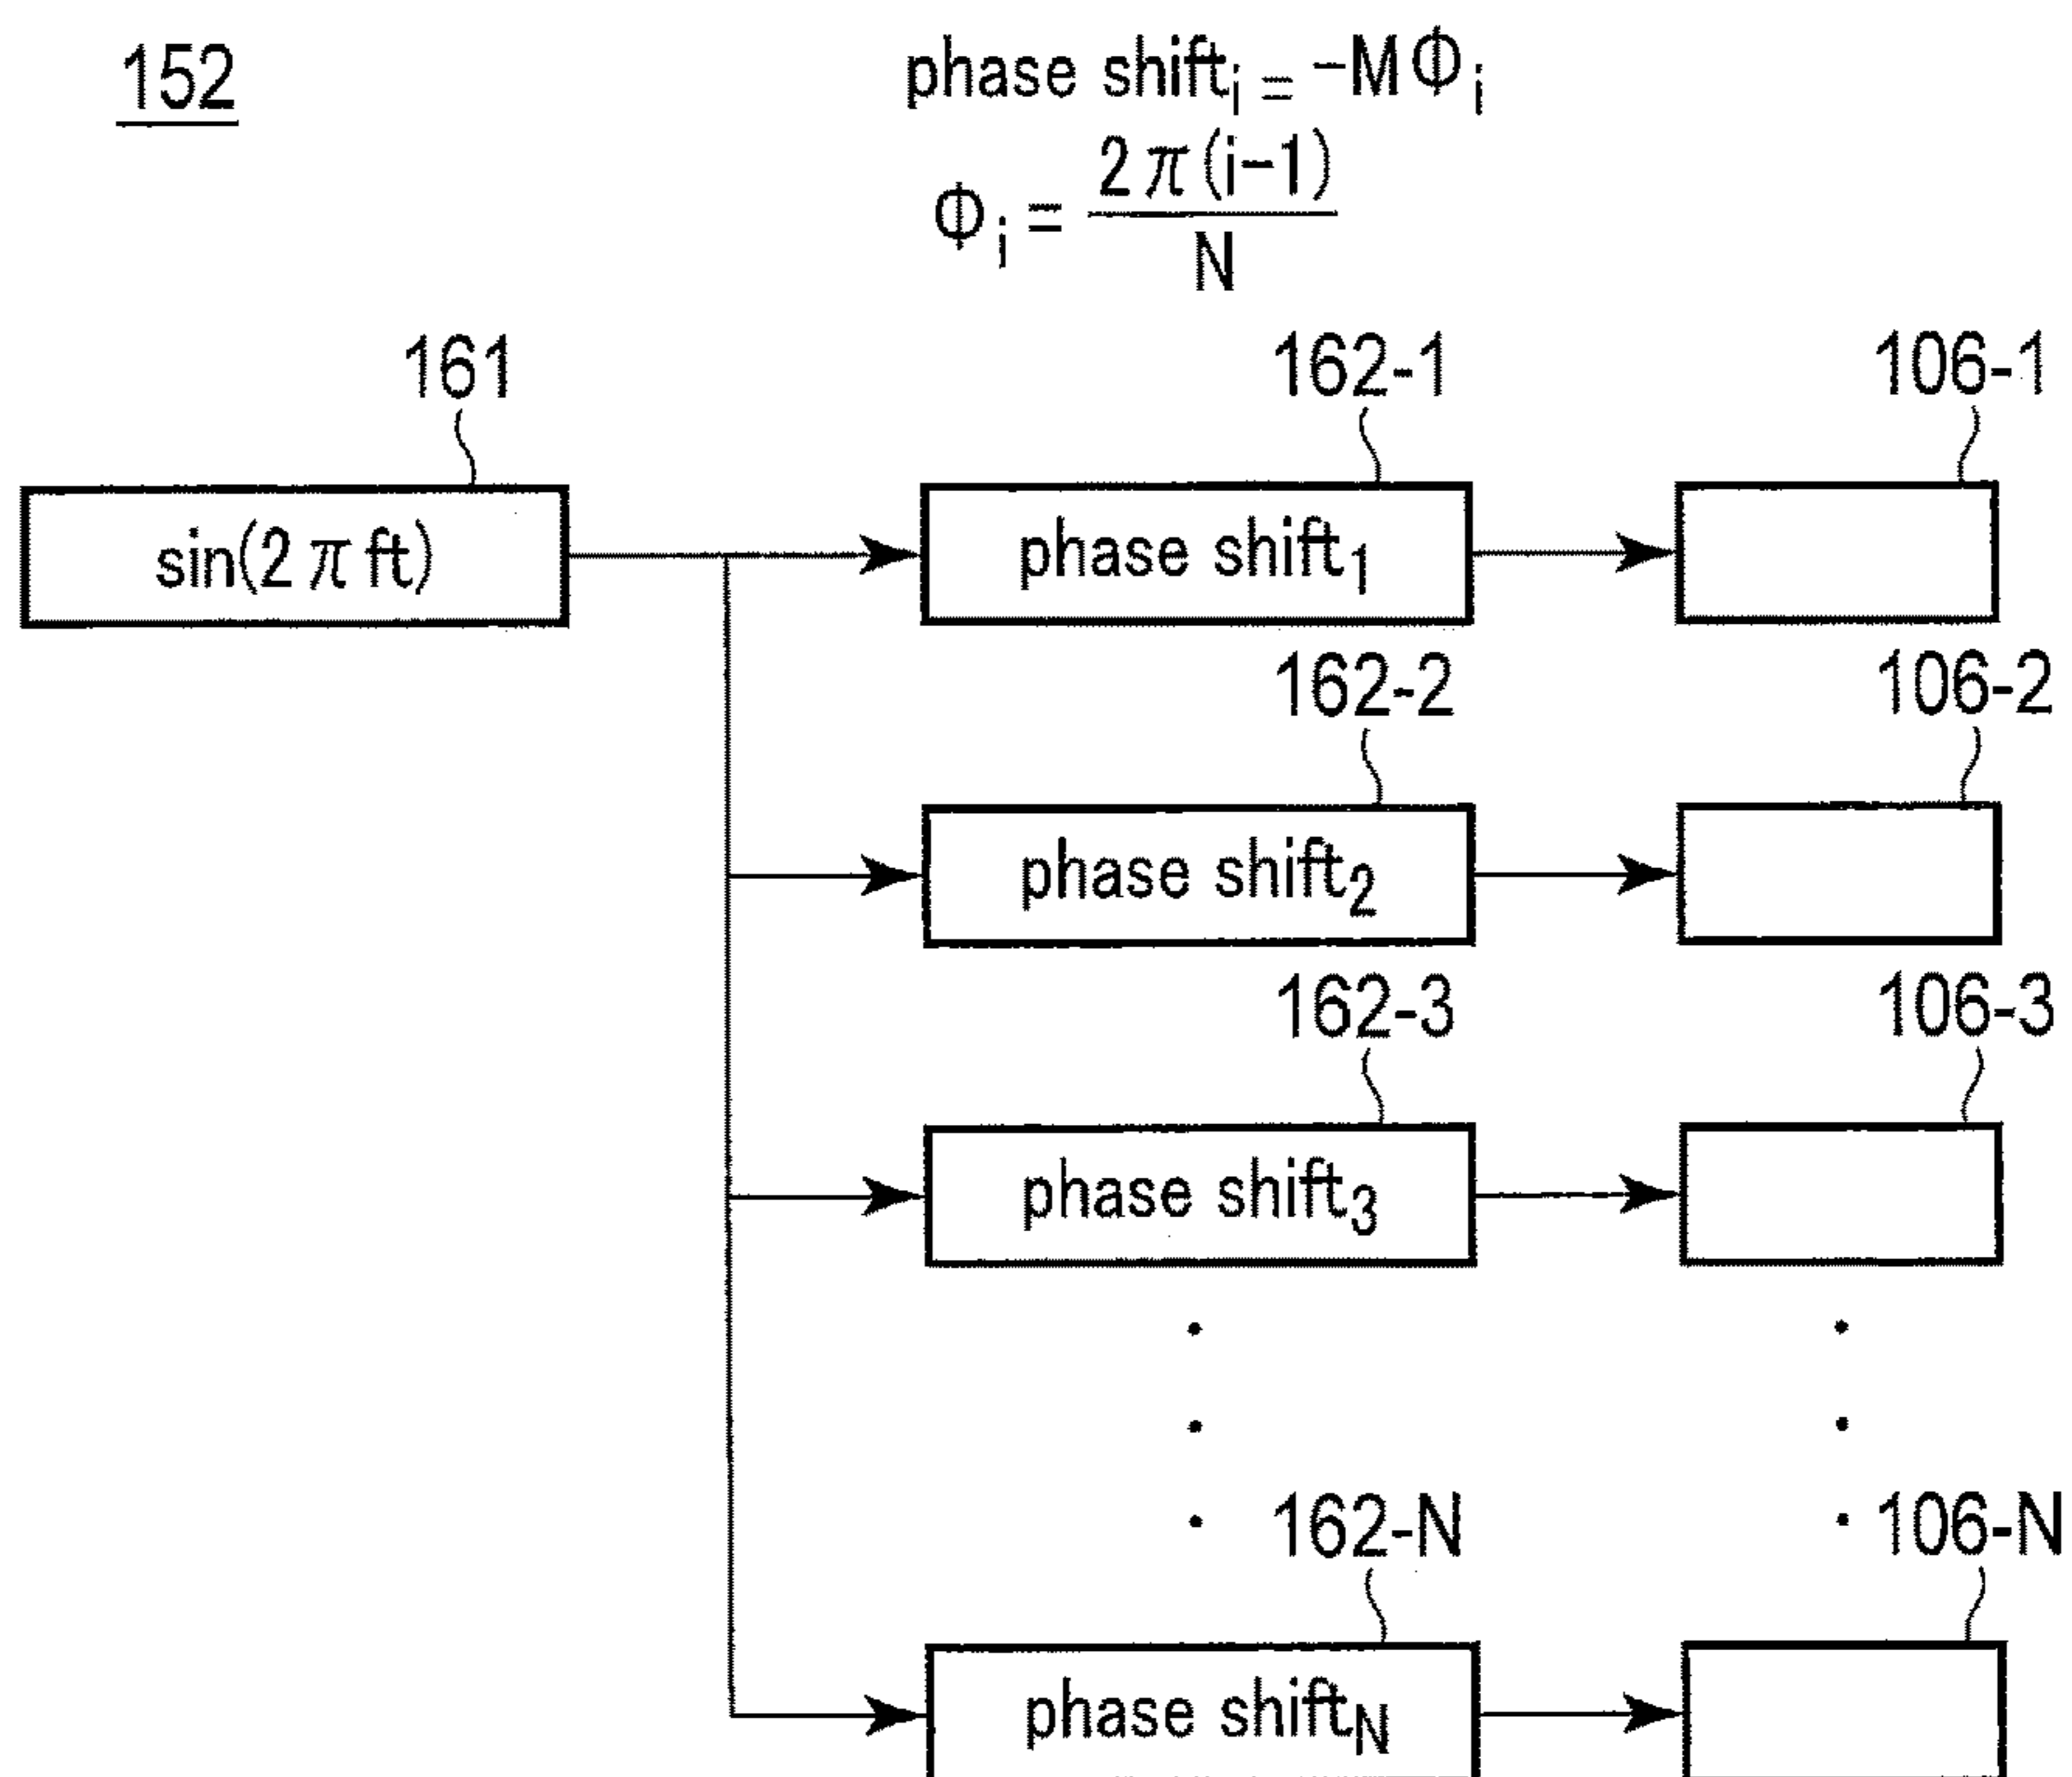 152
phase shift_i = -MΦ_i
Φ_i = 2π(i-1)/N
161
162-1
106-1
sin(2πft)
phase shift_1
162-2
106-2
phase shift_2
162-3
106-3
phase shift_3
162-N
106-N
phase shift_N